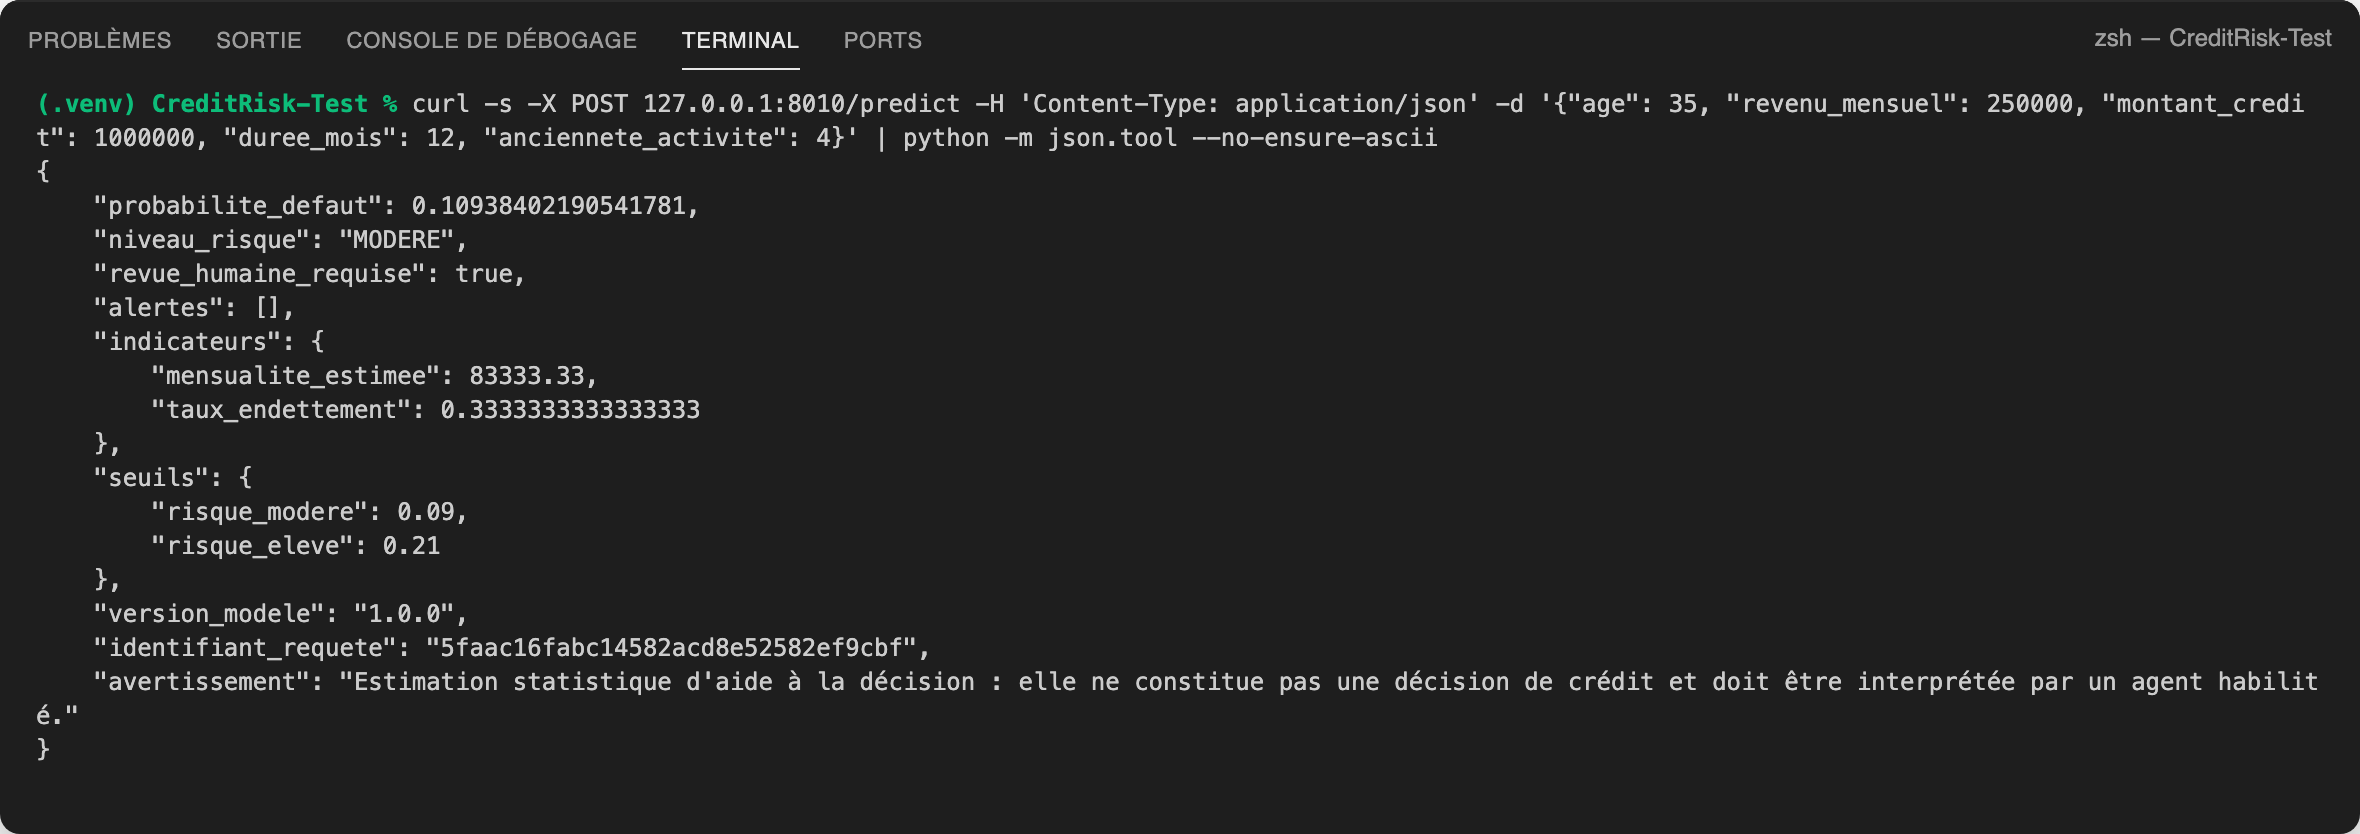 PROBLÈMES SORTIE CONSOLE DE DÉBOGAGE TERMINAL PORTS zsh — CreditRisk-Test
(.venv) CreditRisk-Test % curl -s -X POST 127.0.0.1:8010/predict -H 'Content-Type: application/json' -d '{"age": 35, "revenu_mensuel": 250000, "montant_credi
t": 1000000, "duree_mois": 12, "anciennete_activite": 4}' | python -m json.tool --no-ensure-ascii
{
    "probabilite_defaut": 0.10938402190541781,
    "niveau_risque": "MODERE",
    "revue_humaine_requise": true,
    "alertes": [],
    "indicateurs": {
        "mensualite_estimee": 83333.33,
        "taux_endettement": 0.3333333333333333
    },
    "seuils": {
        "risque_modere": 0.09,
        "risque_eleve": 0.21
    },
    "version_modele": "1.0.0",
    "identifiant_requete": "5faac16fabc14582acd8e52582ef9cbf",
    "avertissement": "Estimation statistique d'aide à la décision : elle ne constitue pas une décision de crédit et doit être interprétée par un agent habilit
é."
}